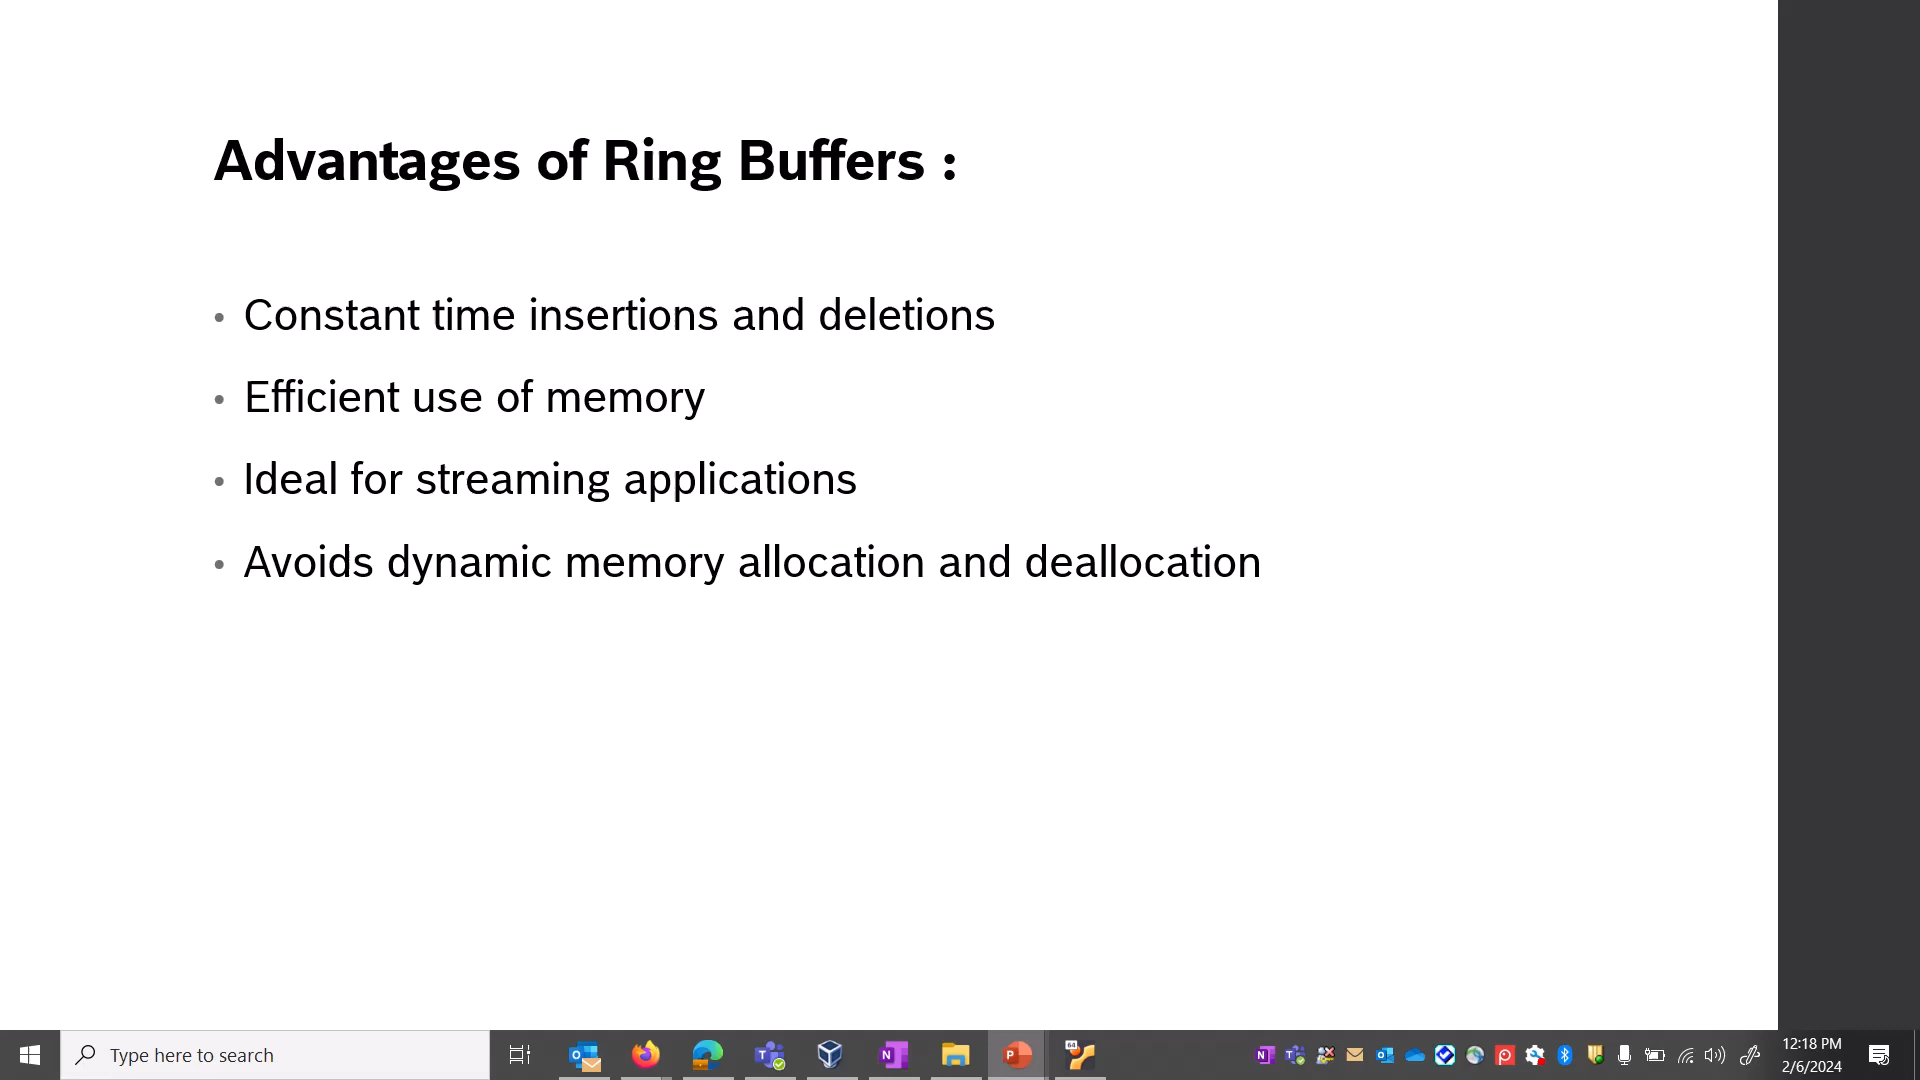 Advantages of Ring Buffers :
• Constant time insertions and deletions
• Efficient use of memory
• Ideal for streaming applications
• Avoids dynamic memory allocation and deallocation
Type here to search
12:18 PM
2/6/2024